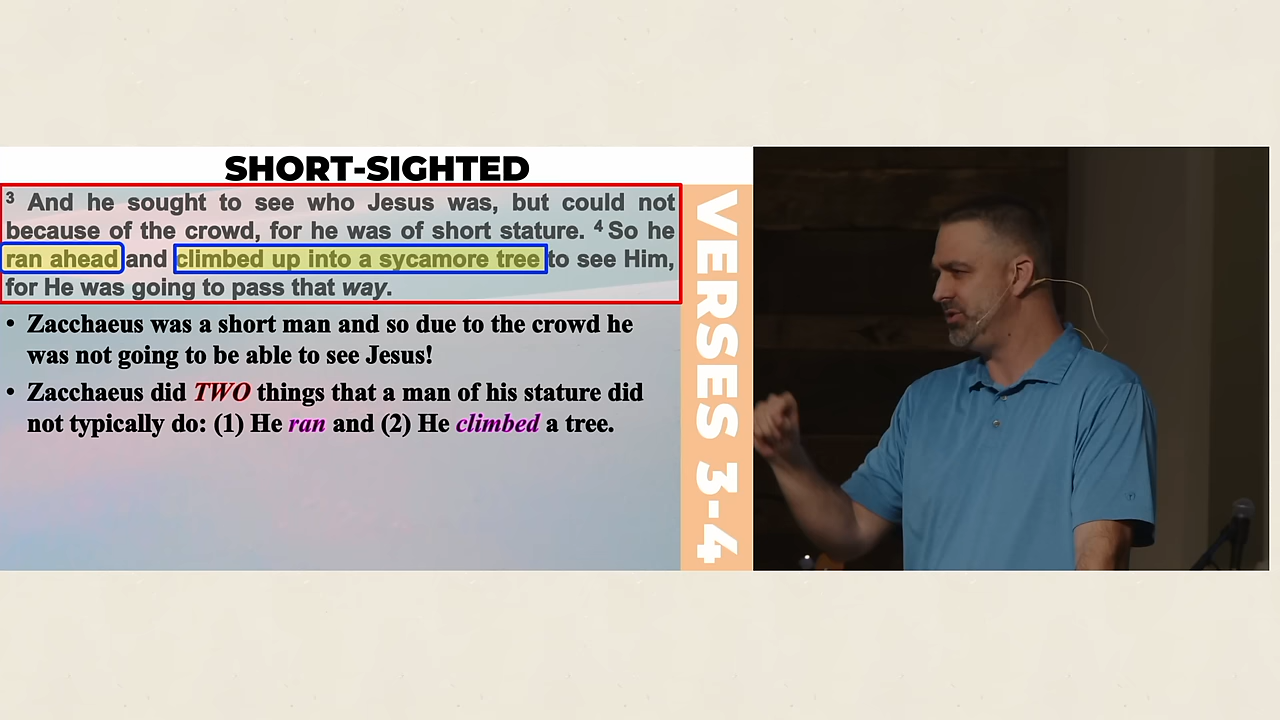 SHORT-SIGHTED
3 And he sought to see who Jesus was, but could not
because of the crowd, for he was of short stature. 4 So he
ran ahead and climbed up into a sycamore tree to see Him,
for He was going to pass that way.
• Zacchaeus was a short man and so due to the crowd he
was not going to be able to see Jesus!
• Zacchaeus did TWO things that a man of his stature did
not typically do: (1) He ran and (2) He climbed a tree.
VERSES 3-4